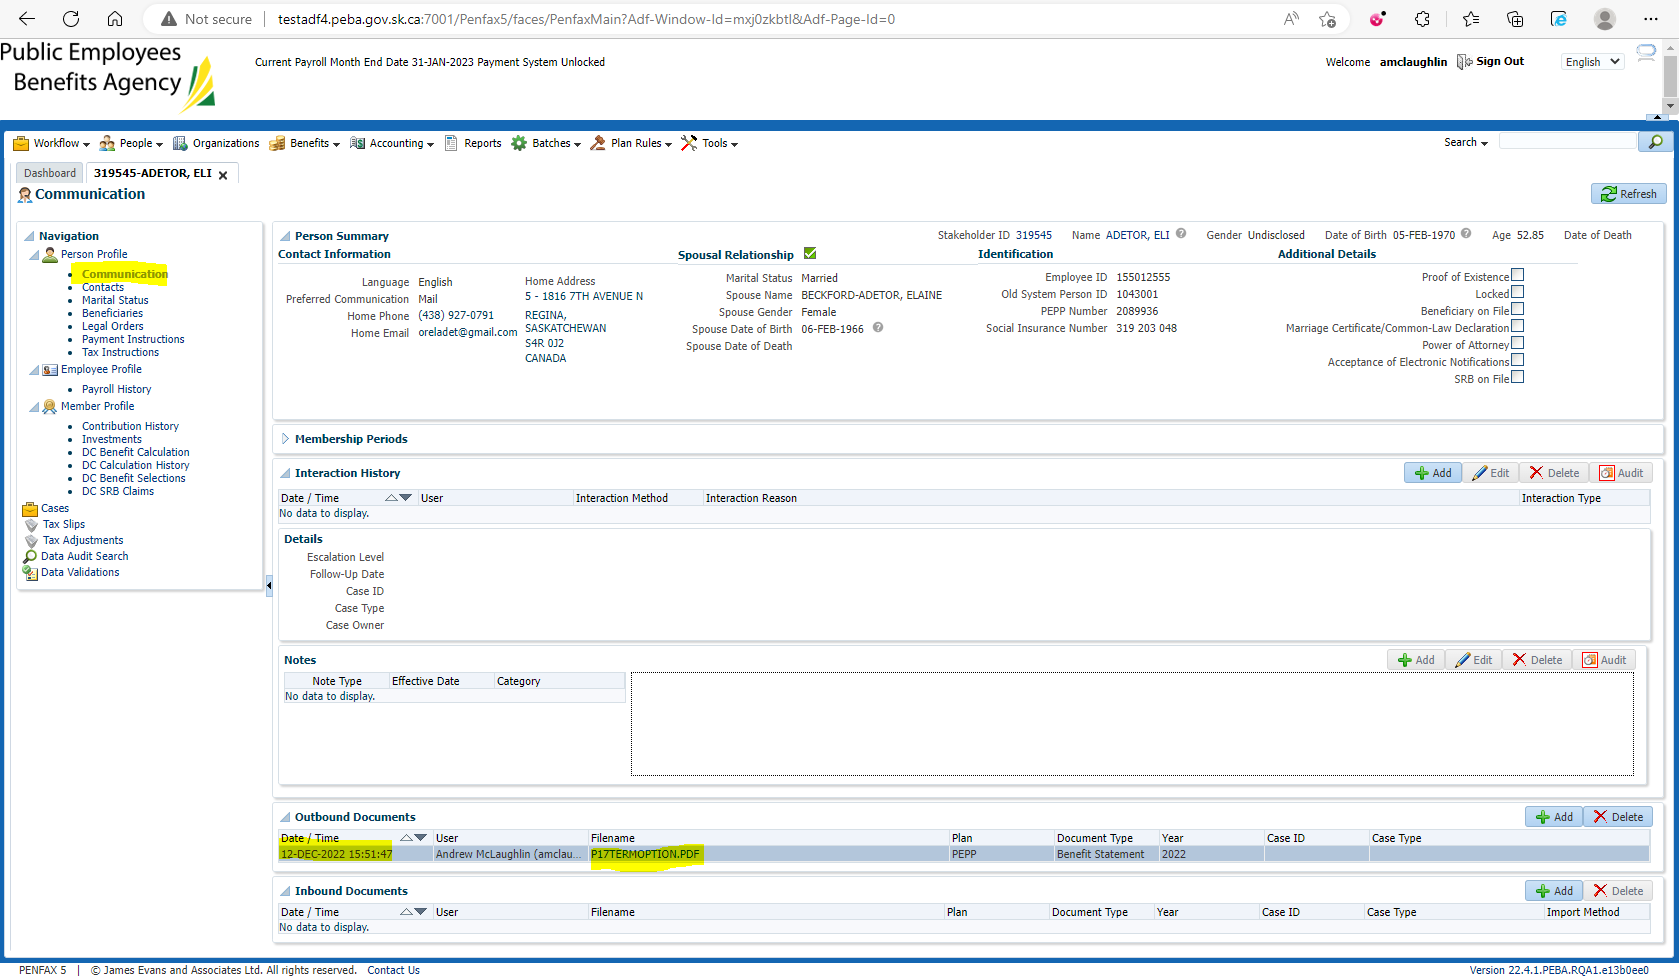 Not secure | testadf4.peba.gov.sk.ca:7001/Penfax5/faces/PenfaxMain?Adf-Window-Id=mxj0zkbtl&Adf-Page-Id=0
Public Employees
Benefits Agency
Current Payroll Month End Date 31-JAN-2023 Payment System Unlocked
Welcome amclaughlin Sign Out English
Workflow People Organizations Benefits Accounting Reports Batches Plan Rules Tools Search
Dashboard 319545-ADETOR, ELI
Communication Refresh
Navigation
Person Profile
Communication
Contacts
Marital Status
Beneficiaries
Legal Orders
Payment Instructions
Tax Instructions
Employee Profile
Payroll History
Member Profile
Contribution History
Investments
DC Benefit Calculation
DC Calculation History
DC Benefit Selections
DC SRB Claims
Cases
Tax Slips
Tax Adjustments
Data Audit Search
Data Validations
Person Summary Stakeholder ID 319545 Name ADETOR, ELI Gender Undisclosed Date of Birth 05-FEB-1970 Age 52.85 Date of Death
Contact Information
Language English
Preferred Communication Mail
Home Phone (438) 927-0791
Home Email oreladet@gmail.com
Home Address
5 - 1816 7TH AVENUE N
REGINA,
SASKATCHEWAN
S4R 0J2
CANADA
Spousal Relationship
Marital Status Married
Spouse Name BECKFORD-ADETOR, ELAINE
Spouse Gender Female
Spouse Date of Birth 06-FEB-1966
Spouse Date of Death
Identification
Employee ID 155012555
Old System Person ID 1043001
PEPP Number 2089936
Social Insurance Number 319 203 048
Additional Details
Proof of Existence
Locked
Beneficiary on File
Marriage Certificate/Common-Law Declaration
Power of Attorney
Acceptance of Electronic Notifications
SRB on File
Membership Periods
Interaction History Add Edit Delete Audit
Date / Time User Interaction Method Interaction Reason Interaction Type
No data to display.
Details
Escalation Level
Follow-Up Date
Case ID
Case Type
Case Owner
Notes Add Edit Delete Audit
Note Type Effective Date Category
No data to display.
Outbound Documents Add Delete
Date / Time User Filename Plan Document Type Year Case ID Case Type
12-DEC-2022 15:51:47 Andrew McLaughlin (amclau... P17TERMOPTION.PDF PEPP Benefit Statement 2022
Inbound Documents Add Delete
Date / Time User Filename Plan Document Type Year Case ID Case Type Import Method
No data to display.
PENFAX 5 | © James Evans and Associates Ltd. All rights reserved. Contact Us Version 22.4.1.PEBA.RQA1.e13b0ee0